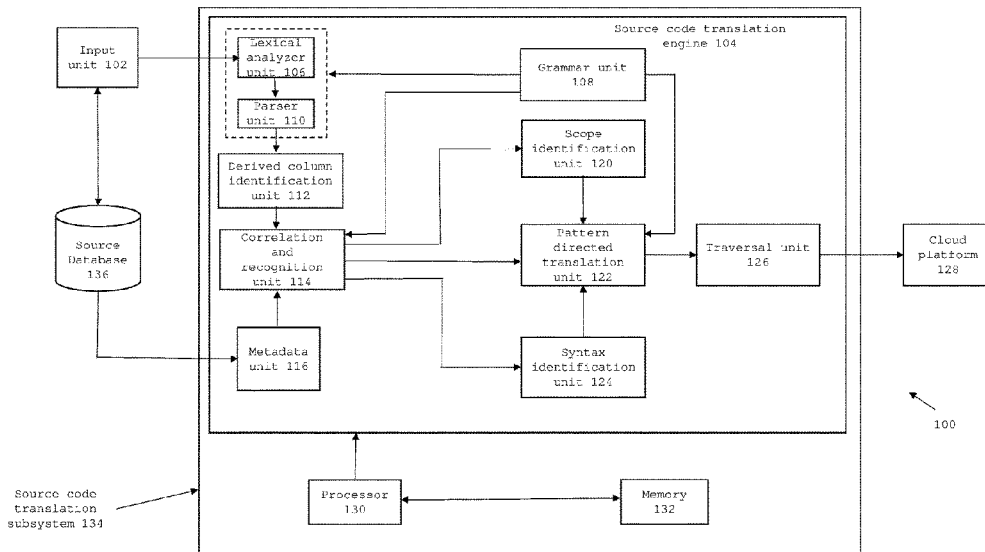 Source code translation
engine 104
Input
unit 102
Lexical
analyzer
unit 106
Grammar unit
108
Parser
unit 110
Scope
identification
unit 120
Derived column
identification
unit 112
Source
Database
136
Correlation
and
recognition
unit 114
Pattern
directed
translation
unit 122
Traversal unit
126
Cloud
platform
128
Metadata
unit 116
Syntax
identification
unit 124
100
Source code
translation
subsystem 134
Processor
130
Memory
132